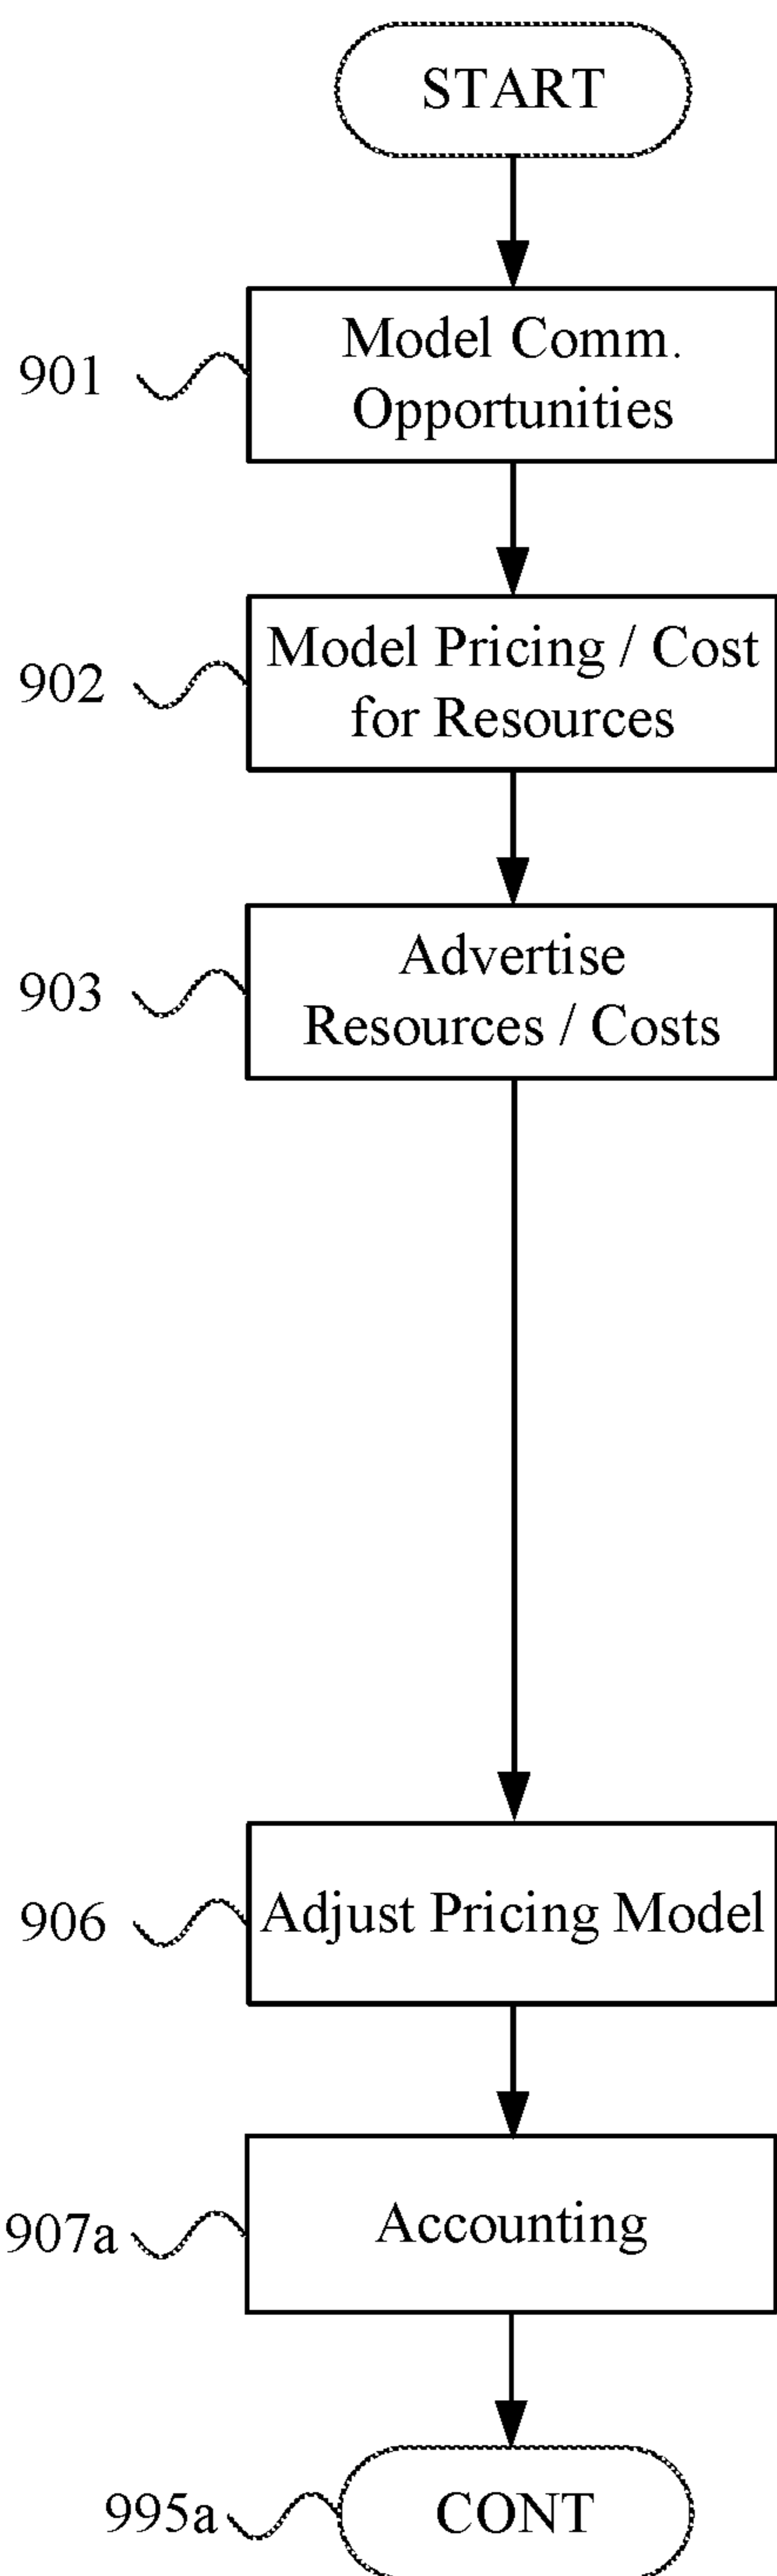 START
901
Model Comm.
Opportunities
902
Model Pricing / Cost
for Resources
903
Advertise
Resources / Costs
906
Adjust Pricing Model
907a
Accounting
995a
CONT